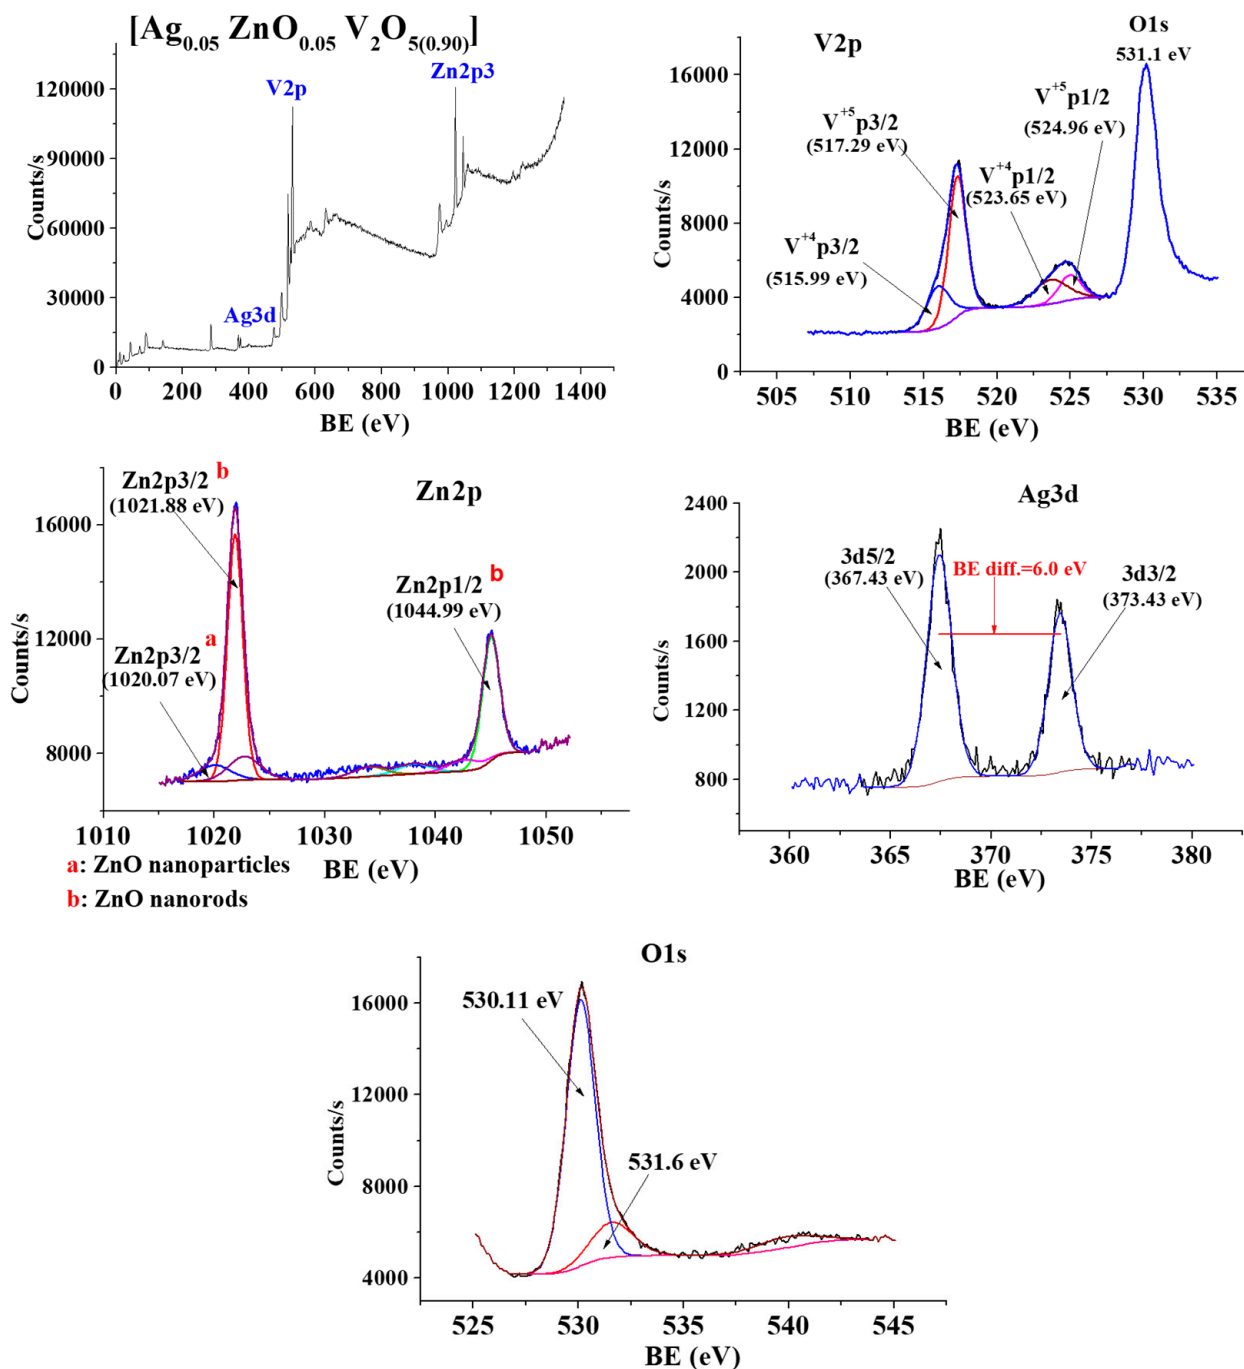 [Ag0.05 ZnO0.05 V2O5(0.90)]
Counts/s
120000
90000
60000
30000
0
V2p
Zn2p3
Ag3d
0 200 400 600 800 1000 1200 1400
BE (eV)
V2p
O1s
531.1 eV
Counts/s
16000
12000
8000
4000
0
V+5p3/2
(517.29 eV)
V+5p1/2
(524.96 eV)
V+4p1/2
(523.65 eV)
V+4p3/2
(515.99 eV)
505 510 515 520 525 530 535
BE (eV)
Zn2p
Counts/s
16000
12000
8000
Zn2p3/2 b
(1021.88 eV)
a
Zn2p3/2
(1020.07 eV)
Zn2p1/2 b
(1044.99 eV)
1010 1020 1030 1040 1050
BE (eV)
a: ZnO nanoparticles
b: ZnO nanorods
Ag3d
Counts/s
2400
2000
1600
1200
800
3d5/2
(367.43 eV)
BE diff.=6.0 eV
3d3/2
(373.43 eV)
360 365 370 375 380
BE (eV)
O1s
Counts/s
16000
12000
8000
4000
530.11 eV
531.6 eV
525 530 535 540 545
BE (eV)